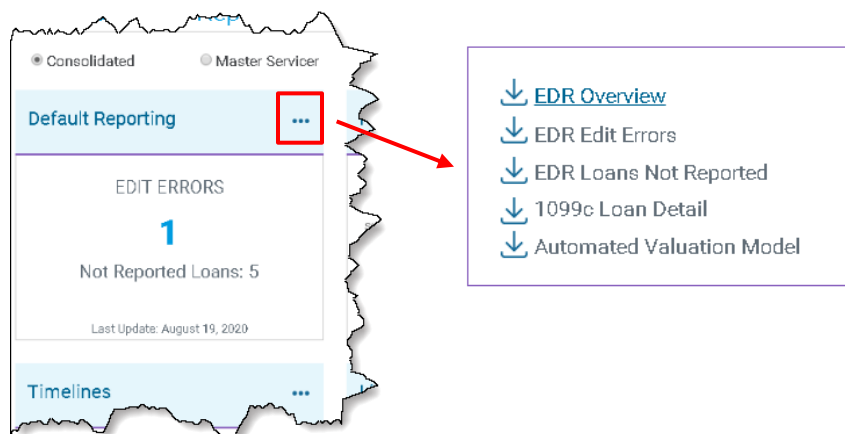 Consolidated
Master Servicer
Default Reporting
EDIT ERRORS
1
Not Reported Loans: 5
Last Update: August 19, 2020
Timelines
EDR Overview
EDR Edit Errors
EDR Loans Not Reported
1099c Loan Detail
Automated Valuation Model